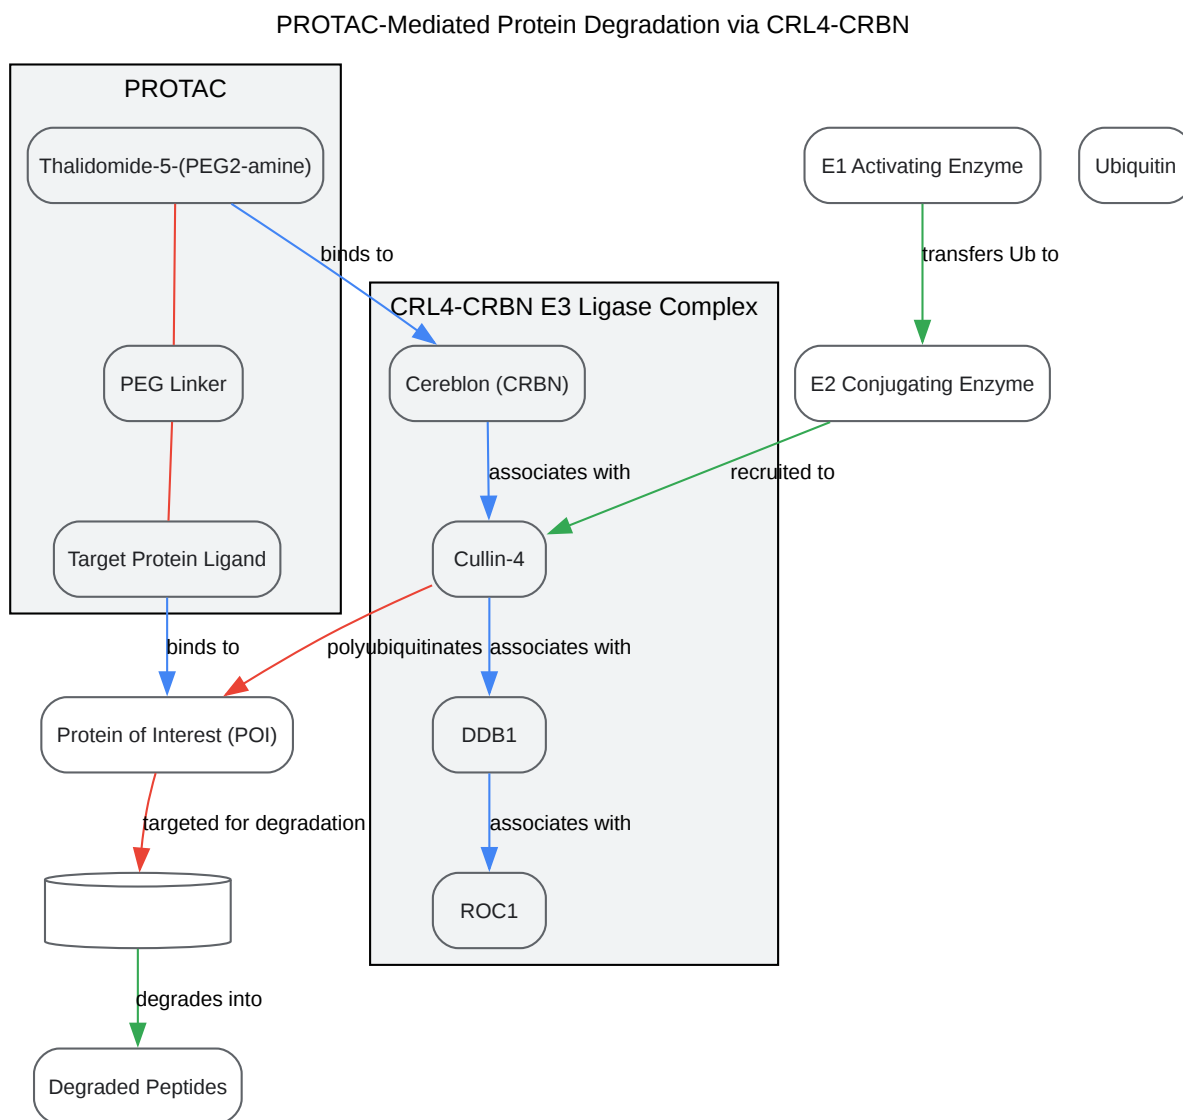 PROTAC-Mediated Protein Degradation via CRL4-CRBN
PROTAC
Thalidomide-5-(PEG2-amine)
E1 Activating Enzyme
Ubiquitin
binds to
transfers Ub to
CRL4-CRBN E3 Ligase Complex
PEG Linker
Cereblon (CRBN)
E2 Conjugating Enzyme
associates with
recruited to
Target Protein Ligand
Cullin-4
binds to
polyubiquitinates
associates with
Protein of Interest (POI)
DDB1
targeted for degradation
associates with
ROC1
degrades into
Degraded Peptides